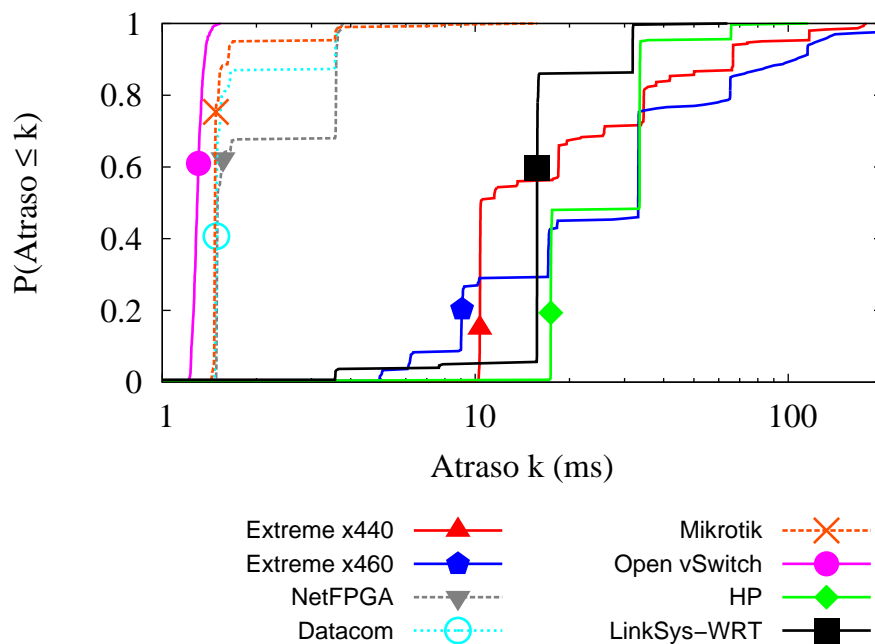 1
0.8
0.6
0.4
0.2
0
P(Atraso ≤ k)
1 10 100
Atraso k (ms)
Extreme x440
Extreme x460
NetFPGA
Datacom
Mikrotik
Open vSwitch
HP
LinkSys−WRT